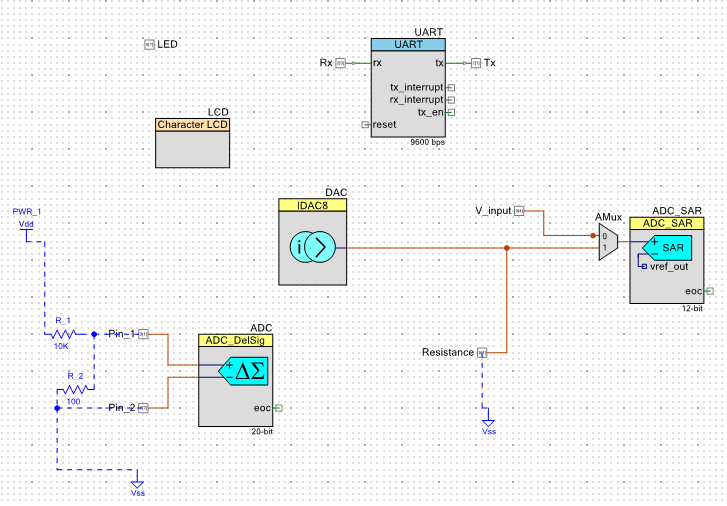 LED
UART
UART
Rx
rx
tx
Tx
tx_interrupt
rx_interrupt
tx_en
reset
9600 bps
LCD
Character LCD
DAC
IDAC8
i
V_input
AMux
0
1
ADC_SAR
ADC_SAR
+
SAR
−
vref_out
eoc
12-bit
PWR_1
Vdd
R_1
10K
Pin_1
R_2
100
Pin_2
ADC
ADC_DelSig
+
ΔΣ
−
eoc
20-bit
Resistance
Vss
Vss